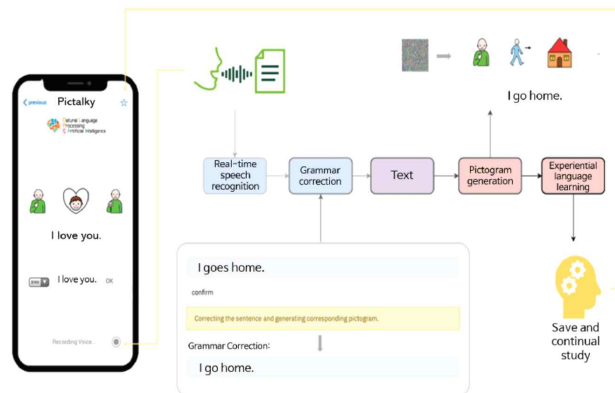 previous
Pictalky
Natural Language
Processing
& Artificial Intelligence
I love you.
I love you. OK
Recording Voice...
I go home.
Real-time
speech
recognition
Grammar
correction
Text
Pictogram
generation
Experiential
language
learning
I goes home.
confirm
Correcting the sentence and generating corresponding pictogram.
Grammar Correction:
I go home.
Save and
continual
study